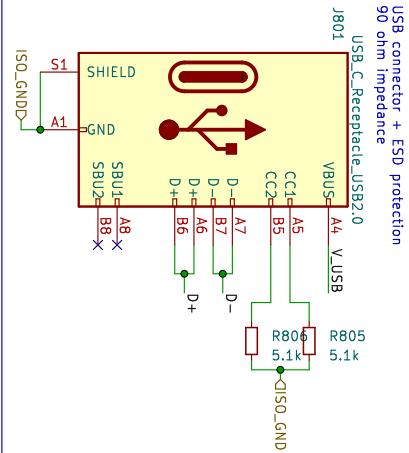 USB connector + ESD protection
90 ohm impedance
J801
USB_C_Receptacle_USB2.0
ISO_GND
S1
SHIELD
A1
GND
SBU2
SBU1
D+
D+
D-
D-
CC2
CC1
VBUS
B8
A8
B6
A6
B7
A7
B5
A5
A4
V_USB
D+
D-
R806
5.1k
R805
5.1k
ISO_GND